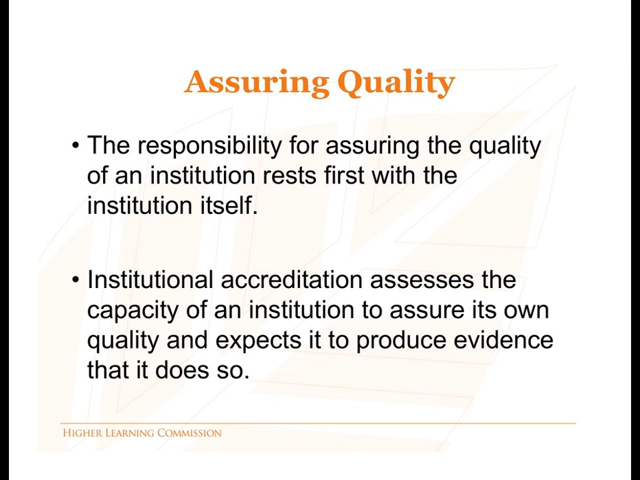 Assuring Quality
• The responsibility for assuring the quality
of an institution rests first with the
institution itself.
• Institutional accreditation assesses the
capacity of an institution to assure its own
quality and expects it to produce evidence
that it does so.
HIGHER LEARNING COMMISSION